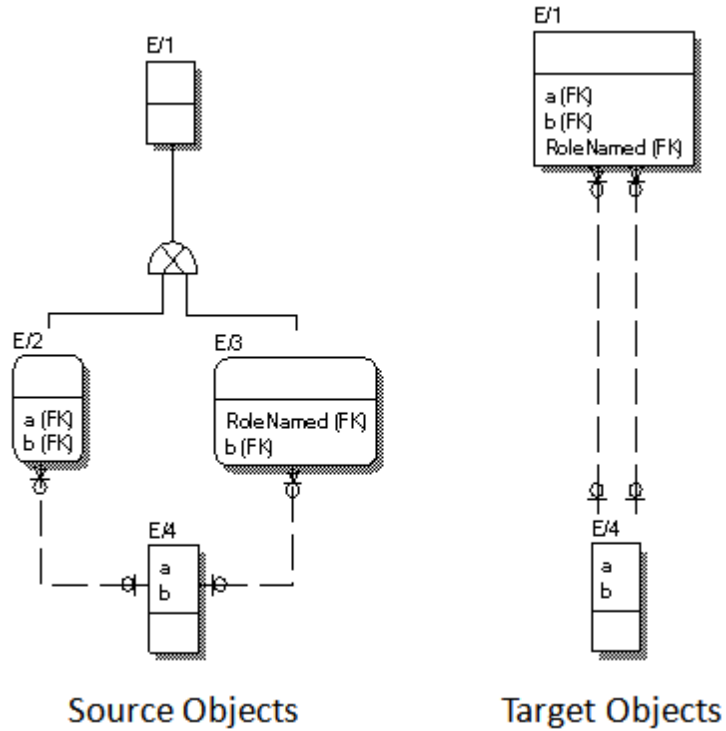 E/1
E/2
a (FK)
b (FK)
E/3
RoleNamed (FK)
b (FK)
E/4
a
b
Source Objects
E/1
a (FK)
b (FK)
RoleNamed (FK)
E/4
a
b
Target Objects